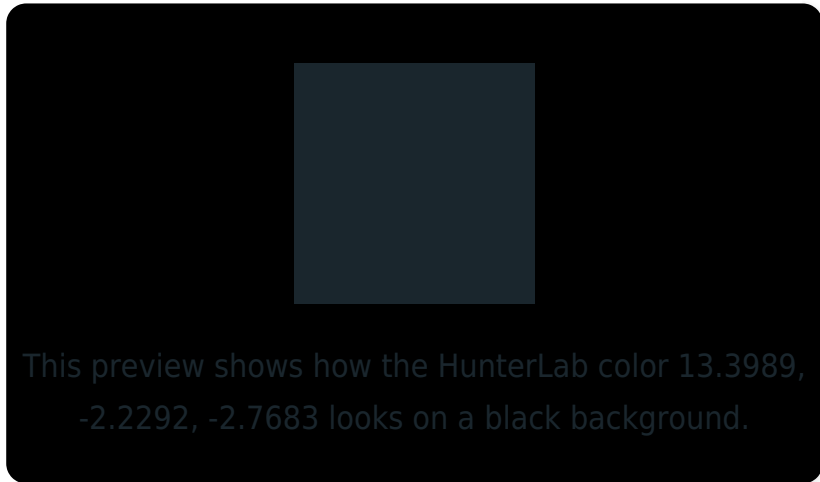 This preview shows how the HunterLab color 13.3989,
-2.2292, -2.7683 looks on a black background.